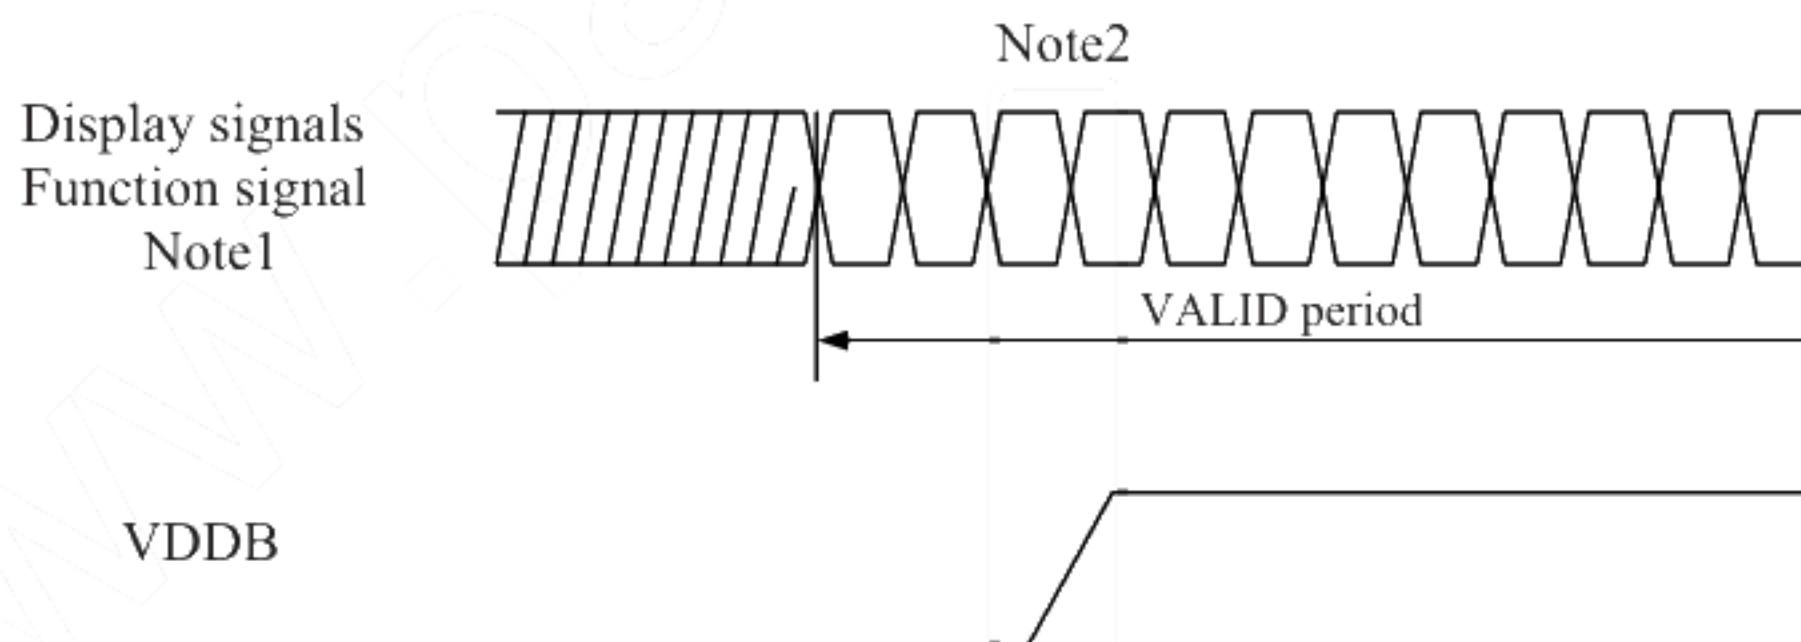 Note2
Display signals
Function signal
Note1
VALID period
VDDB